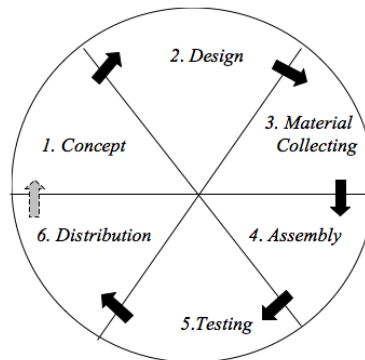 1. Concept
2. Design
3. Material
Collecting
4. Assembly
5.Testing
6. Distribution